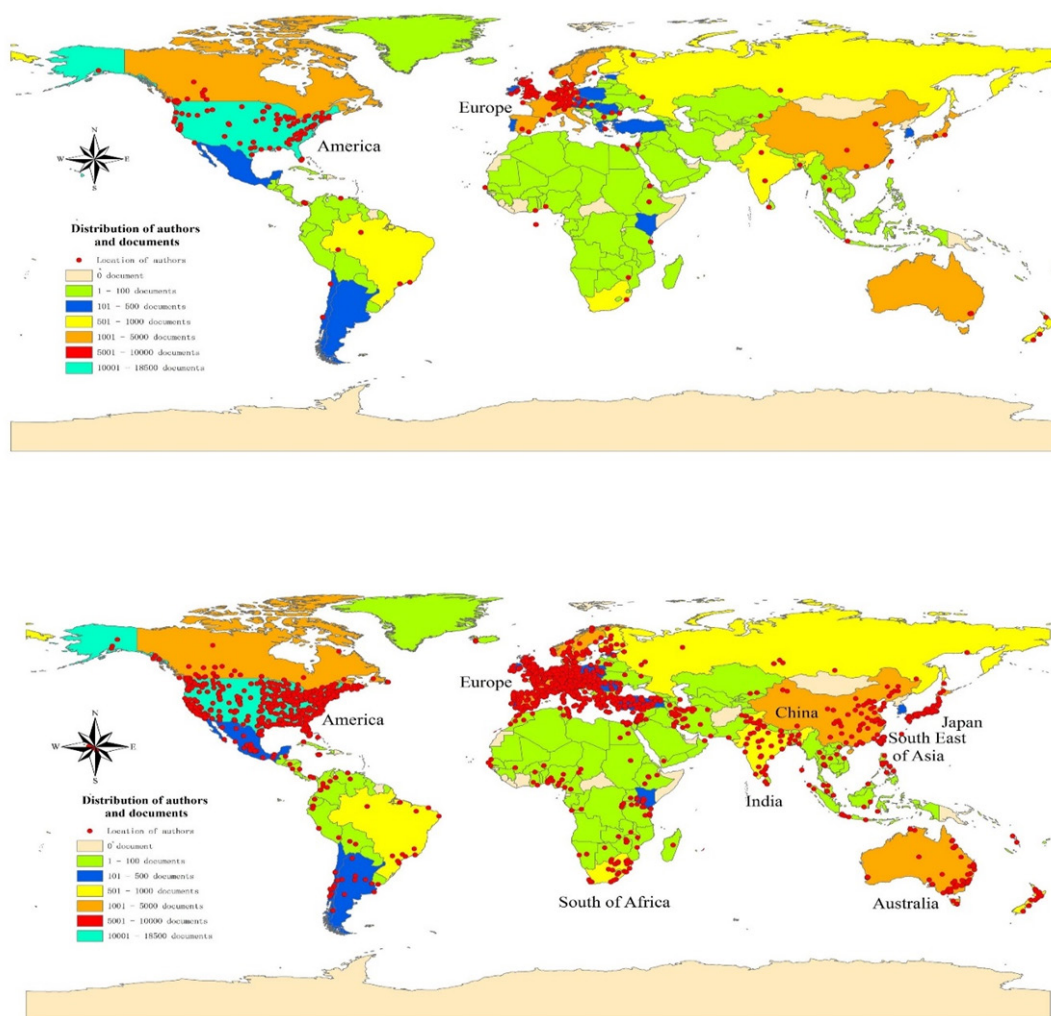 Europe
America
N
W
E
S
Distribution of authors
and documents
Location of authors
0 document
1 - 100 documents
101 - 500 documents
501 - 1000 documents
1001 - 5000 documents
5001 - 10000 documents
10001 - 18500 documents
Europe
America
China
Japan
South East
of Asia
India
N
W
E
S
Distribution of authors
and documents
Location of authors
0 document
1 - 100 documents
101 - 500 documents
501 - 1000 documents
1001 - 5000 documents
5001 - 10000 documents
10001 - 18500 documents
South of Africa
Australia